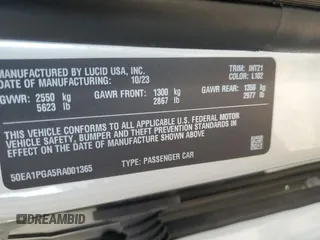 MANUFACTURED BY LUCID USA, INC.
DATE OF MANUFACTURE: 10/23
TRIM: INT21
COLOR: L102
GVWR: 2550 kg
5623 lb
GAWR FRONT: 1300 kg
2867 lb
GAWR REAR: 1350 kg
2977 lb
THIS VEHICLE CONFORMS TO ALL APPLICABLE U.S. FEDERAL MOTOR
VEHICLE SAFETY, BUMPER, AND THEFT PREVENTION STANDARDS IN
EFFECT ON THE DATE OF MANUFACTURE SHOWN ABOVE.
50EA1PGA5RA001365
TYPE: PASSENGER CAR
DREAMBID